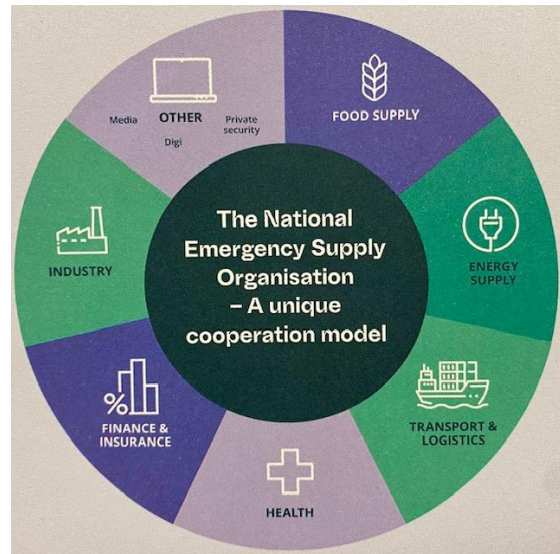 The National
Emergency Supply
Organisation
– A unique
cooperation model
FOOD SUPPLY
ENERGY
SUPPLY
TRANSPORT &
LOGISTICS
HEALTH
%
FINANCE &
INSURANCE
INDUSTRY
OTHER
Media
Private
security
Digi